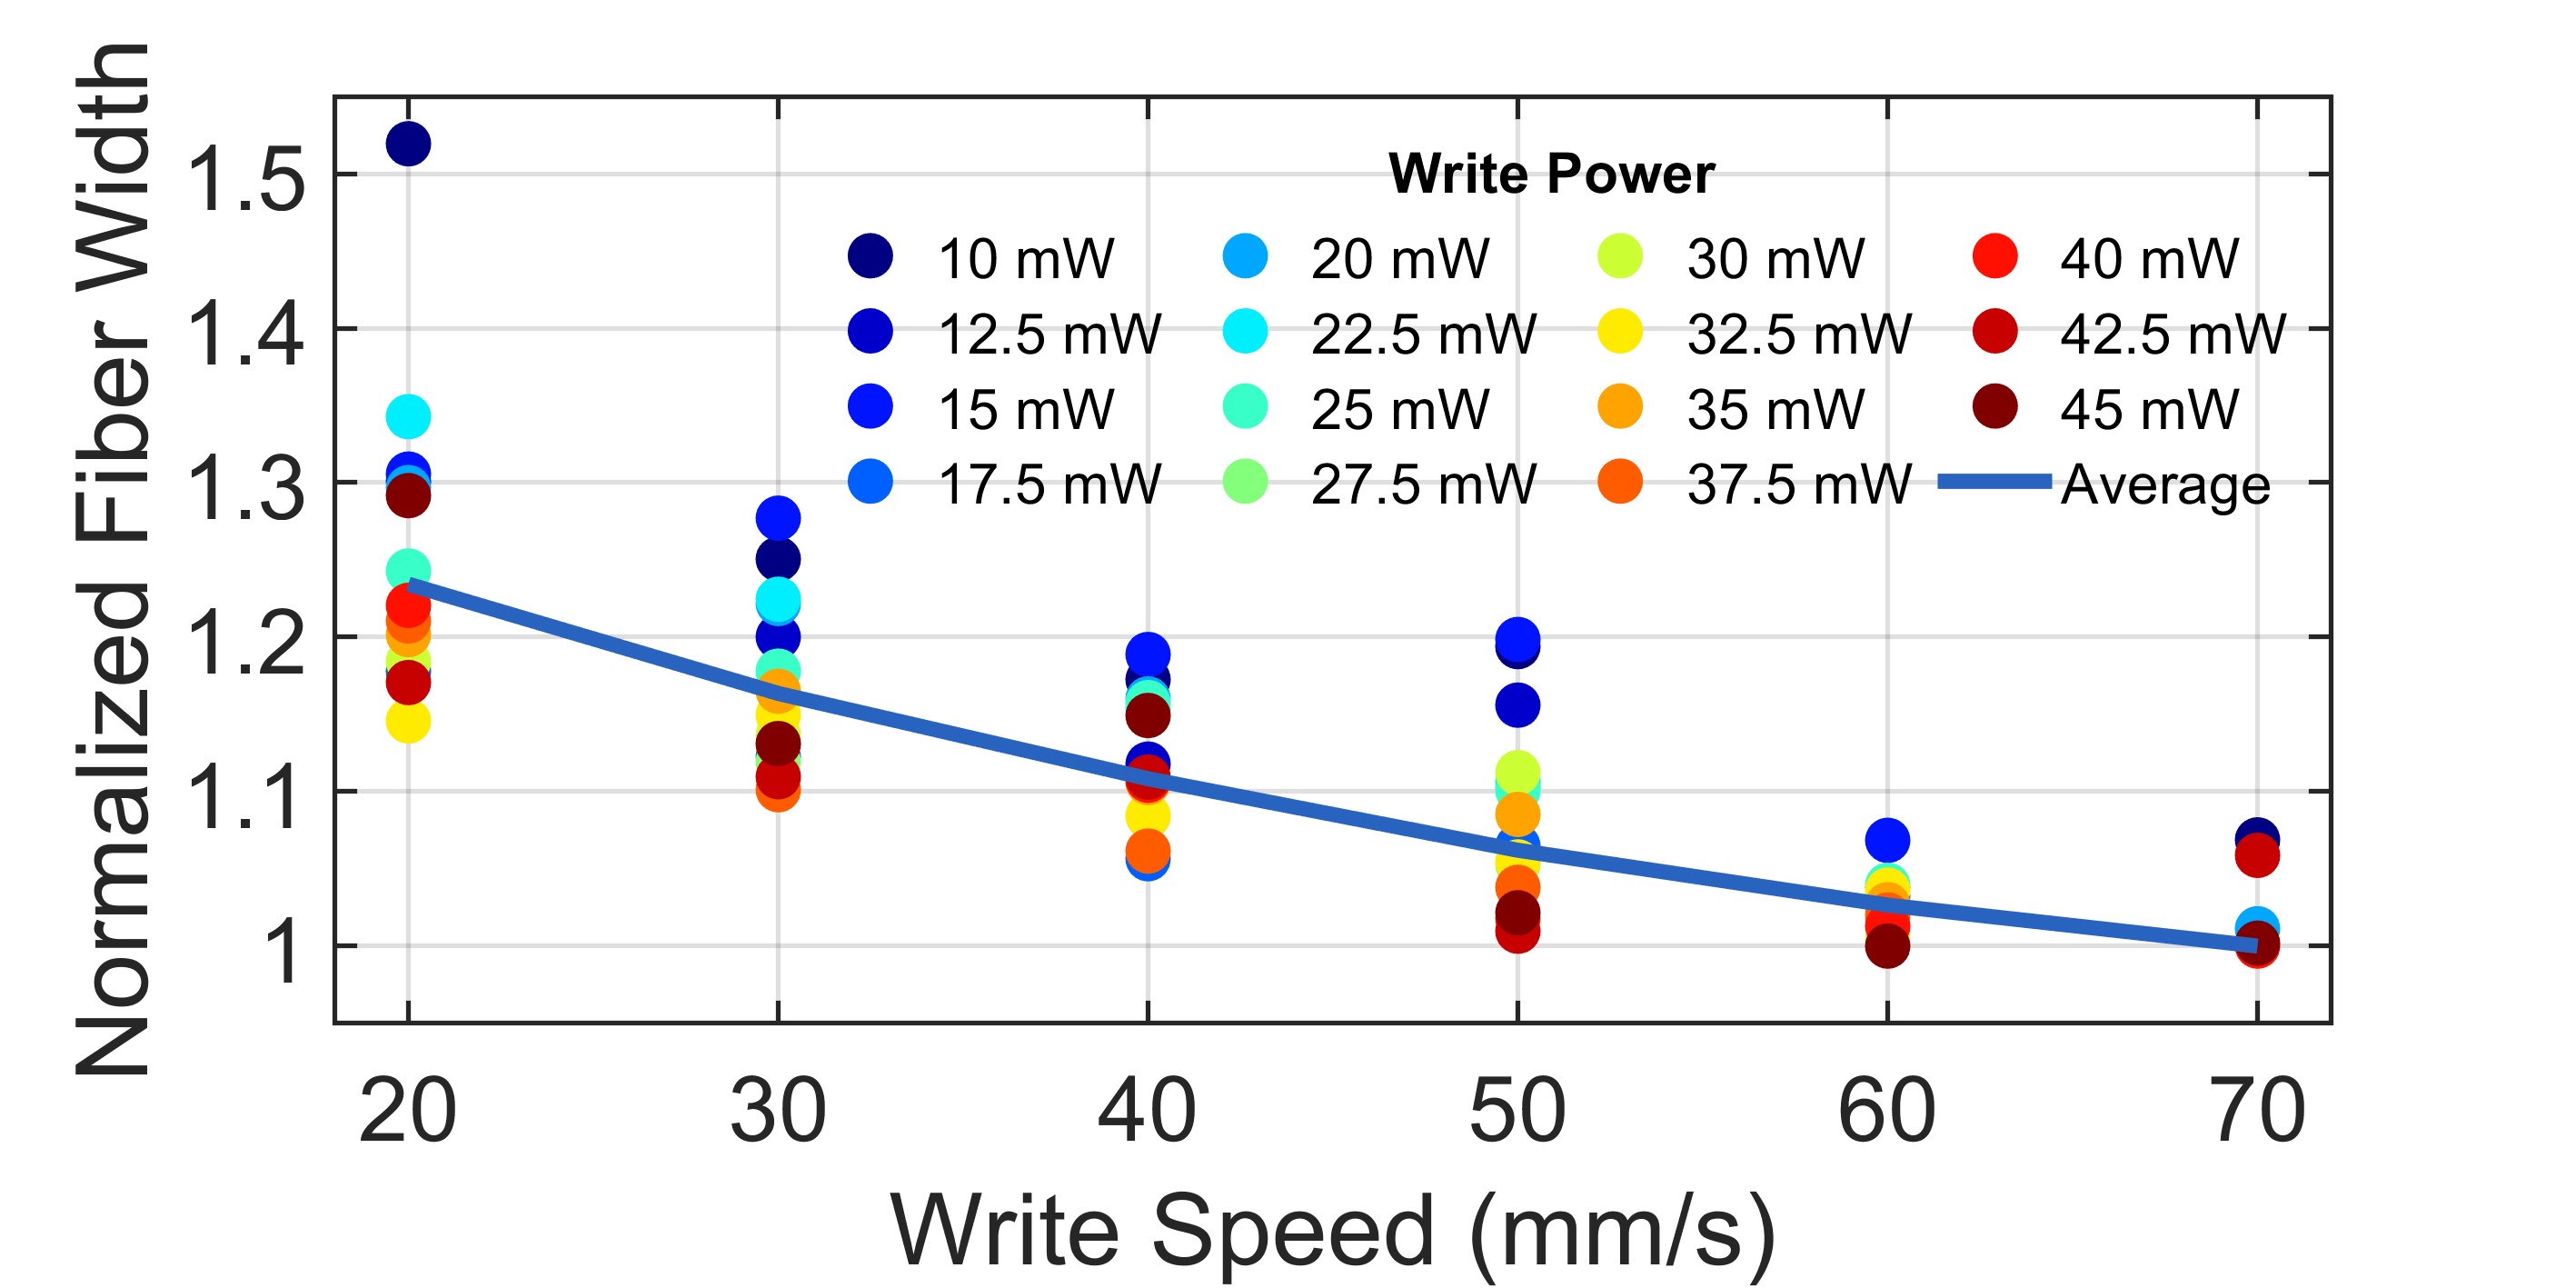 Normalized Fiber Width
1.5
1.4
1.3
1.2
1.1
1
Write Power
10 mW
12.5 mW
15 mW
17.5 mW
20 mW
22.5 mW
25 mW
27.5 mW
30 mW
32.5 mW
35 mW
37.5 mW
40 mW
42.5 mW
45 mW
Average
20 30 40 50 60 70
Write Speed (mm/s)